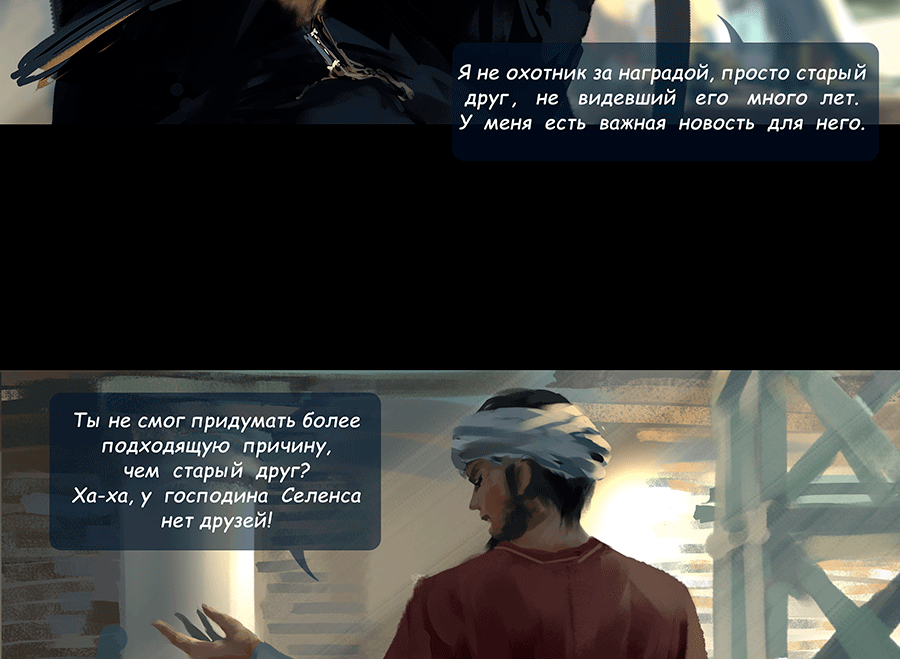 Я не охотник за наградой, просто старый
друг, не видевший его много лет.
У меня есть важная новость для него.
Ты не смог придумать более
подходящую причину,
чем старый друг?
Ха-ха, у господина Селенса
нет друзей!